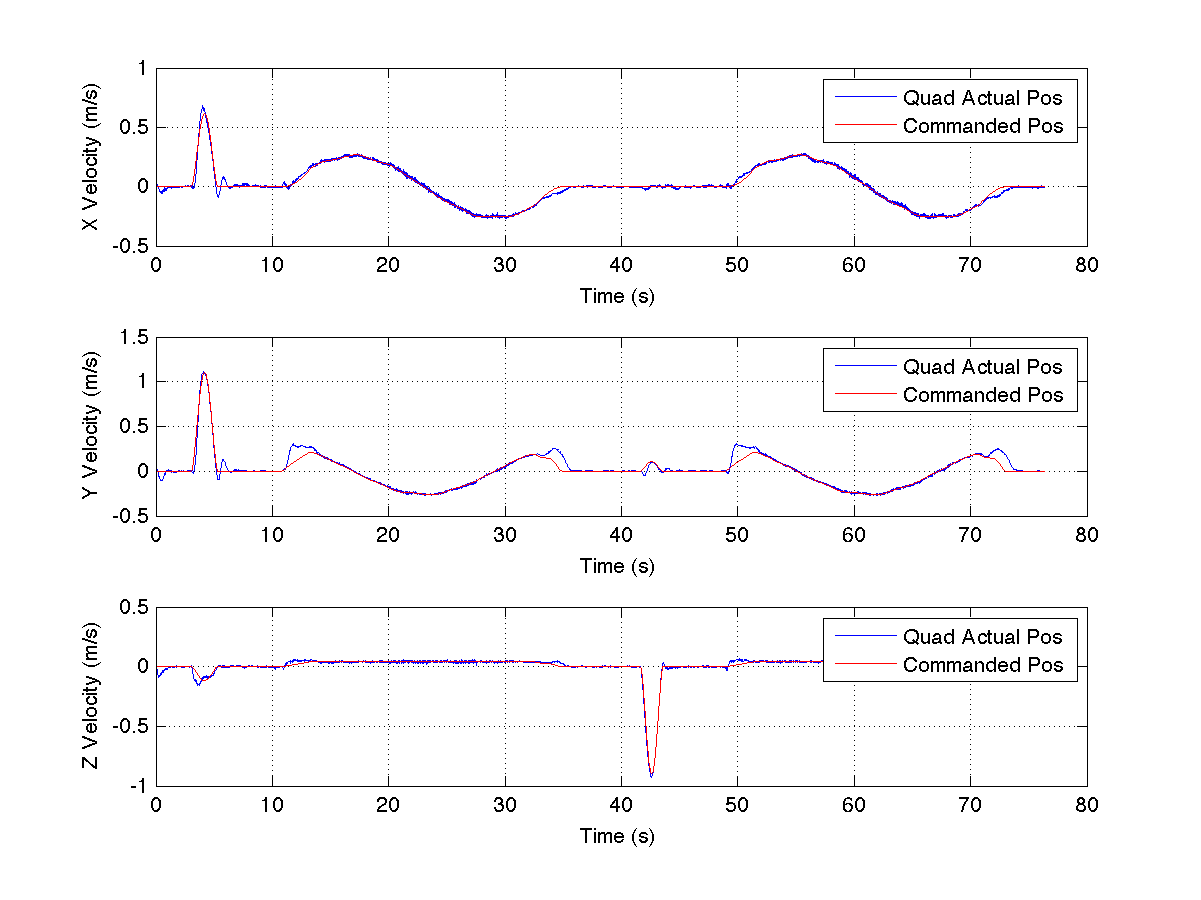 1
0.5
0
-0.5
X Velocity (m/s)
Quad Actual Pos
Commanded Pos
0 10 20 30 40 50 60 70 80
Time (s)
1.5
1
0.5
0
-0.5
Y Velocity (m/s)
Quad Actual Pos
Commanded Pos
0 10 20 30 40 50 60 70 80
Time (s)
0.5
0
-0.5
-1
Z Velocity (m/s)
Quad Actual Pos
Commanded Pos
0 10 20 30 40 50 60 70 80
Time (s)